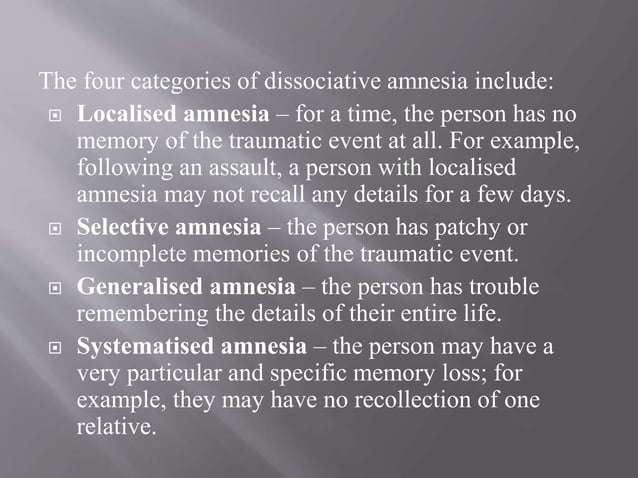 The four categories of dissociative amnesia include:
Localised amnesia – for a time, the person has no
memory of the traumatic event at all. For example,
following an assault, a person with localised
amnesia may not recall any details for a few days.
Selective amnesia – the person has patchy or
incomplete memories of the traumatic event.
Generalised amnesia – the person has trouble
remembering the details of their entire life.
Systematised amnesia – the person may have a
very particular and specific memory loss; for
example, they may have no recollection of one
relative.